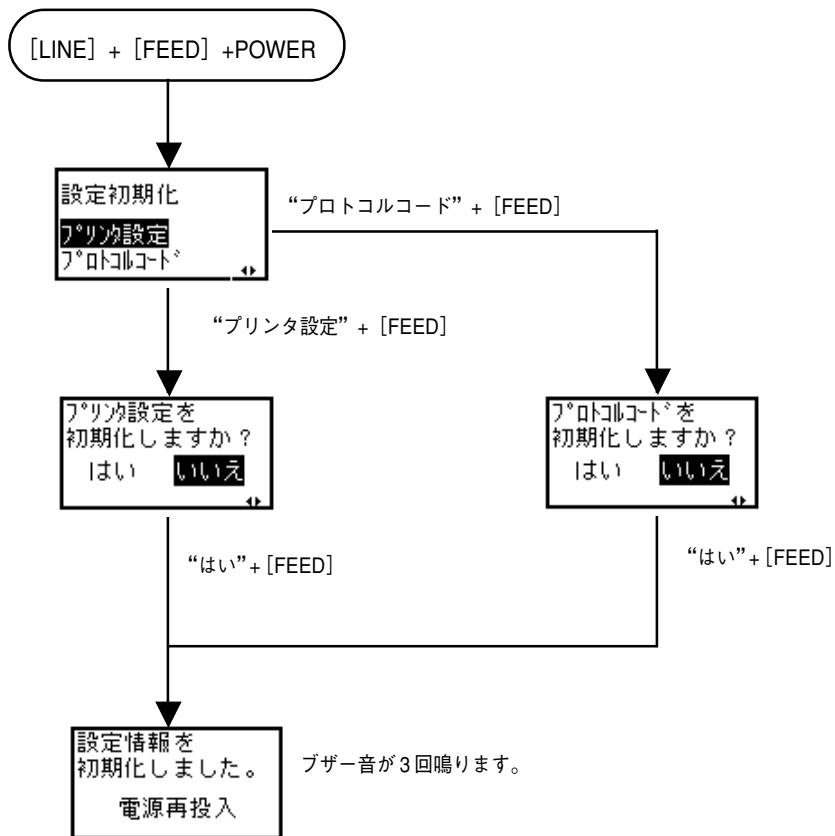 [LINE] + [FEED] +POWER
設定初期化
プリンタ設定
プロトコルコード
“プロトコルコード” + [FEED]
“プリンタ設定” + [FEED]
プリンタ設定を
初期化しますか?
はい いいえ
プロトコルコードを
初期化しますか?
はい いいえ
“はい”+ [FEED]
“はい”+ [FEED]
設定情報を
初期化しました。
電源再投入
ブザー音が3回鳴ります。